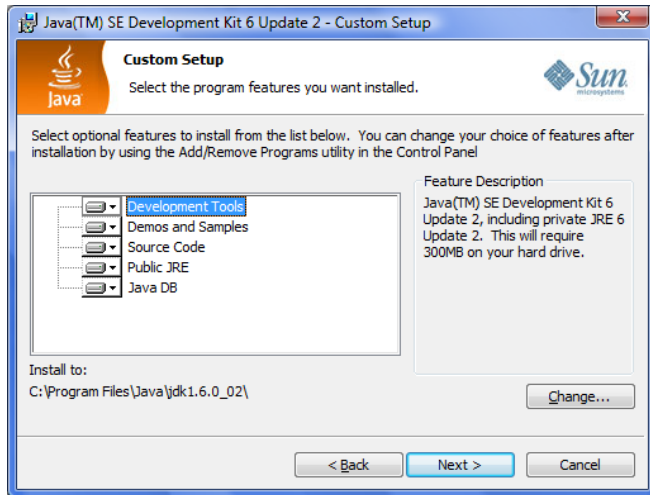 Java(TM) SE Development Kit 6 Update 2 - Custom Setup
Java
Custom Setup
Select the program features you want installed.
Sun
microsystems
Select optional features to install from the list below. You can change your choice of features after
installation by using the Add/Remove Programs utility in the Control Panel
Development Tools
Demos and Samples
Source Code
Public JRE
Java DB
Feature Description
Java(TM) SE Development Kit 6
Update 2, including private JRE 6
Update 2. This will require
300MB on your hard drive.
Install to:
C:\Program Files\Java\jdk1.6.0_02\
Change...
< Back
Next >
Cancel